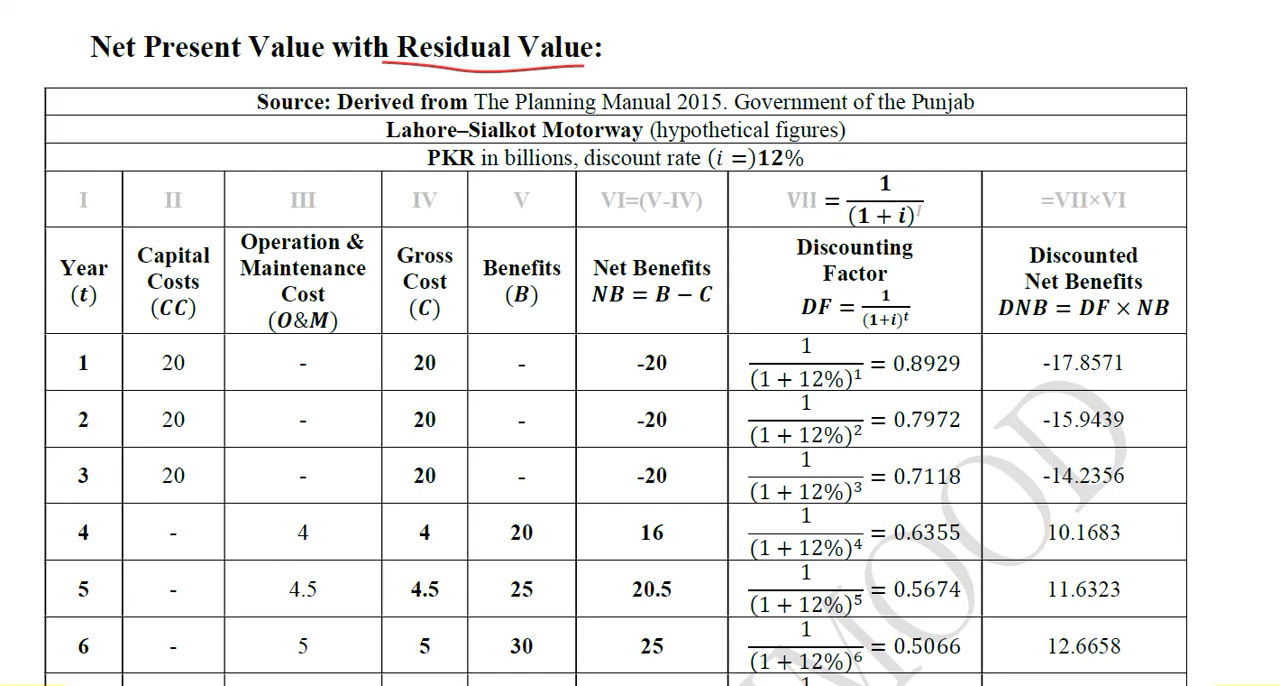 Net Present Value with Residual Value:
Source: Derived from The Planning Manual 2015. Government of the Punjab
Lahore–Sialkot Motorway (hypothetical figures)
PKR in billions, discount rate (i =)12%
I II III IV V VI=(V-IV) VII = 1/(1 + i)^I =VII×VI
Year (t) Capital Costs (CC) Operation & Maintenance Cost (O&M) Gross Cost (C) Benefits (B) Net Benefits NB = B − C Discounting Factor DF = 1/(1+i)^t Discounted Net Benefits DNB = DF × NB
1 20 - 20 - -20 1/(1 + 12%)^1 = 0.8929 -17.8571
2 20 - 20 - -20 1/(1 + 12%)^2 = 0.7972 -15.9439
3 20 - 20 - -20 1/(1 + 12%)^3 = 0.7118 -14.2356
4 - 4 4 20 16 1/(1 + 12%)^4 = 0.6355 10.1683
5 - 4.5 4.5 25 20.5 1/(1 + 12%)^5 = 0.5674 11.6323
6 - 5 5 30 25 1/(1 + 12%)^6 = 0.5066 12.6658
1
MOOD